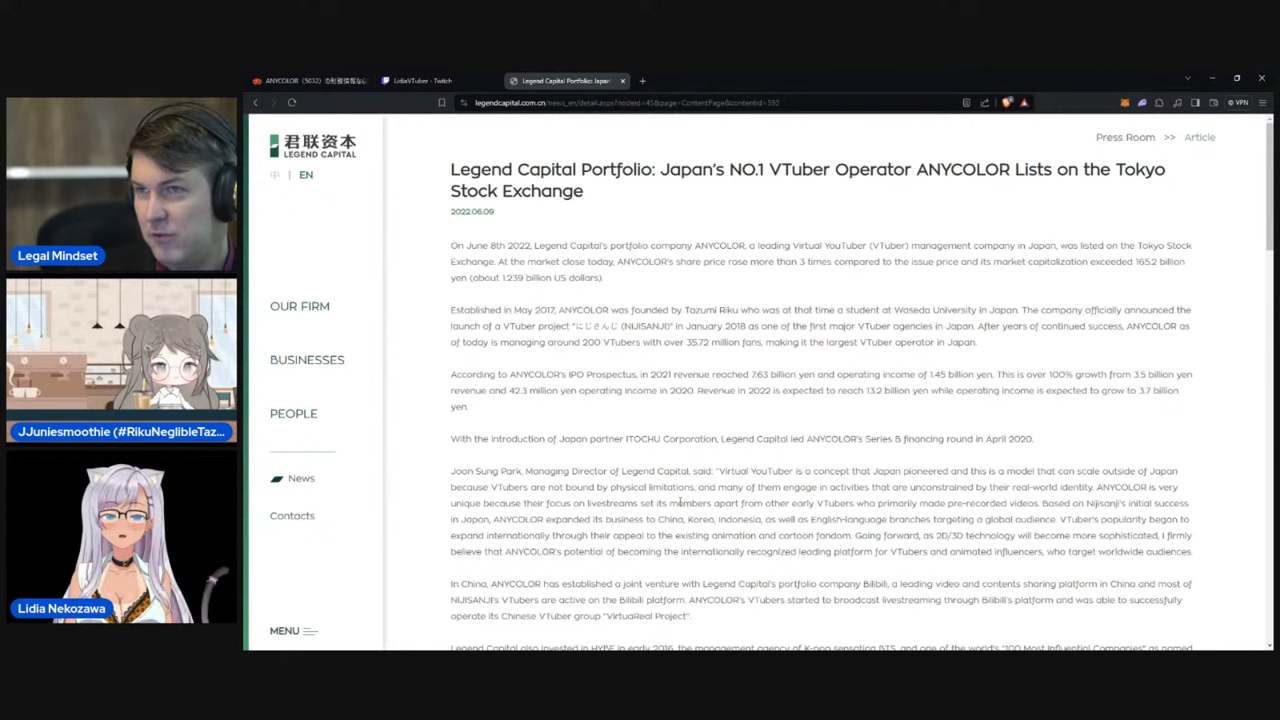 ANYCOLOR (5032) の財務情報なら
LidiaVTuber - Twitch
Legend Capital Portfolio: Japan
legendcapital.com.cn/news_en/detail.aspx?nodeid=45&page=ContentPage&contentid=593
VPN
君联资本
LEGEND CAPITAL
中 | EN
OUR FIRM
BUSINESSES
PEOPLE
News
Contacts
MENU
Press Room >> Article
Legend Capital Portfolio: Japan's NO.1 VTuber Operator ANYCOLOR Lists on the Tokyo
Stock Exchange
2022.06.09
On June 8th 2022, Legend Capital's portfolio company ANYCOLOR, a leading Virtual YouTuber (VTuber) management company in Japan, was listed on the Tokyo Stock
Exchange. At the market close today, ANYCOLOR's share price rose more than 3 times compared to the issue price and its market capitalization exceeded 165.2 billion
yen (about 1.239 billion US dollars).
Established in May 2017, ANYCOLOR was founded by Tazumi Riku who was at that time a student at Waseda University in Japan. The company officially announced the
launch of a VTuber project "にじさんじ (NIJISANJI)" in January 2018 as one of the first major VTuber agencies in Japan. After years of continued success, ANYCOLOR as
of today is managing around 200 VTubers with over 35.72 million fans, making it the largest VTuber operator in Japan.
According to ANYCOLOR's IPO Prospectus, in 2021 revenue reached 7.63 billion yen and operating income of 1.45 billion yen. This is over 100% growth from 3.5 billion yen
revenue and 42.3 million yen operating income in 2020. Revenue in 2022 is expected to reach 13.2 billion yen while operating income is expected to grow to 3.7 billion
yen.
With the introduction of Japan partner ITOCHU Corporation, Legend Capital led ANYCOLOR's Series B financing round in April 2020.
Joon Sung Park, Managing Director of Legend Capital, said: "Virtual YouTuber is a concept that Japan pioneered and this is a model that can scale outside of Japan
because VTubers are not bound by physical limitations, and many of them engage in activities that are unconstrained by their real-world identity. ANYCOLOR is very
unique because their focus on livestreams set its members apart from other early VTubers who primarily made pre-recorded videos. Based on Nijisanji's initial success
in Japan, ANYCOLOR expanded its business to China, Korea, Indonesia, as well as English-language branches targeting a global audience. VTuber's popularity began to
expand internationally through their appeal to the existing animation and cartoon fandom. Going forward, as 2D/3D technology will become more sophisticated, I firmly
believe that ANYCOLOR's potential of becoming the internationally recognized leading platform for VTubers and animated influencers, who target worldwide audiences.
In China, ANYCOLOR has established a joint venture with Legend Capital's portfolio company Bilibili, a leading video and contents sharing platform in China and most of
NIJISANJI's VTubers are active on the Bilibili platform. ANYCOLOR's VTubers started to broadcast livestreaming through Bilibili's platform and was able to successfully
operate its Chinese VTuber group "VirtuaReal Project".
Legend Capital also invested in HYBE in early 2016, the management agency of K-pop sensation BTS, and one of the world's "100 Most Influential Companies" as named
Legal Mindset
JJuniesmoothie (#RikuNeglibleTaz...
Lidia Nekozawa